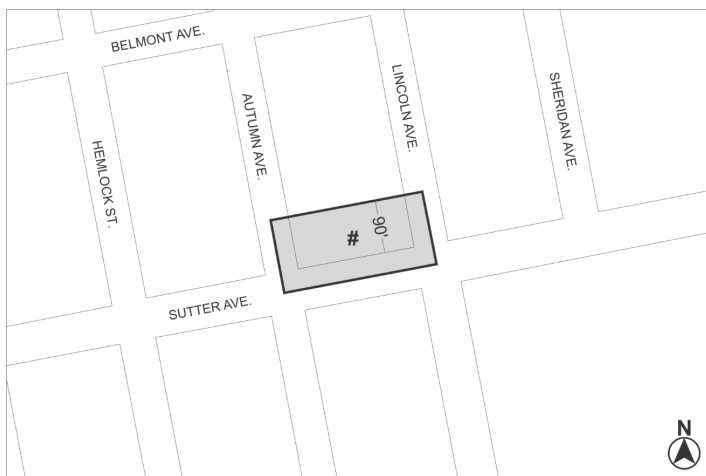 BELMONT AVE.
HEMLOCK ST.
AUTUMN AVE.
LINCOLN AVE.
SHERIDAN AVE.
#
90'
SUTTER AVE.
N